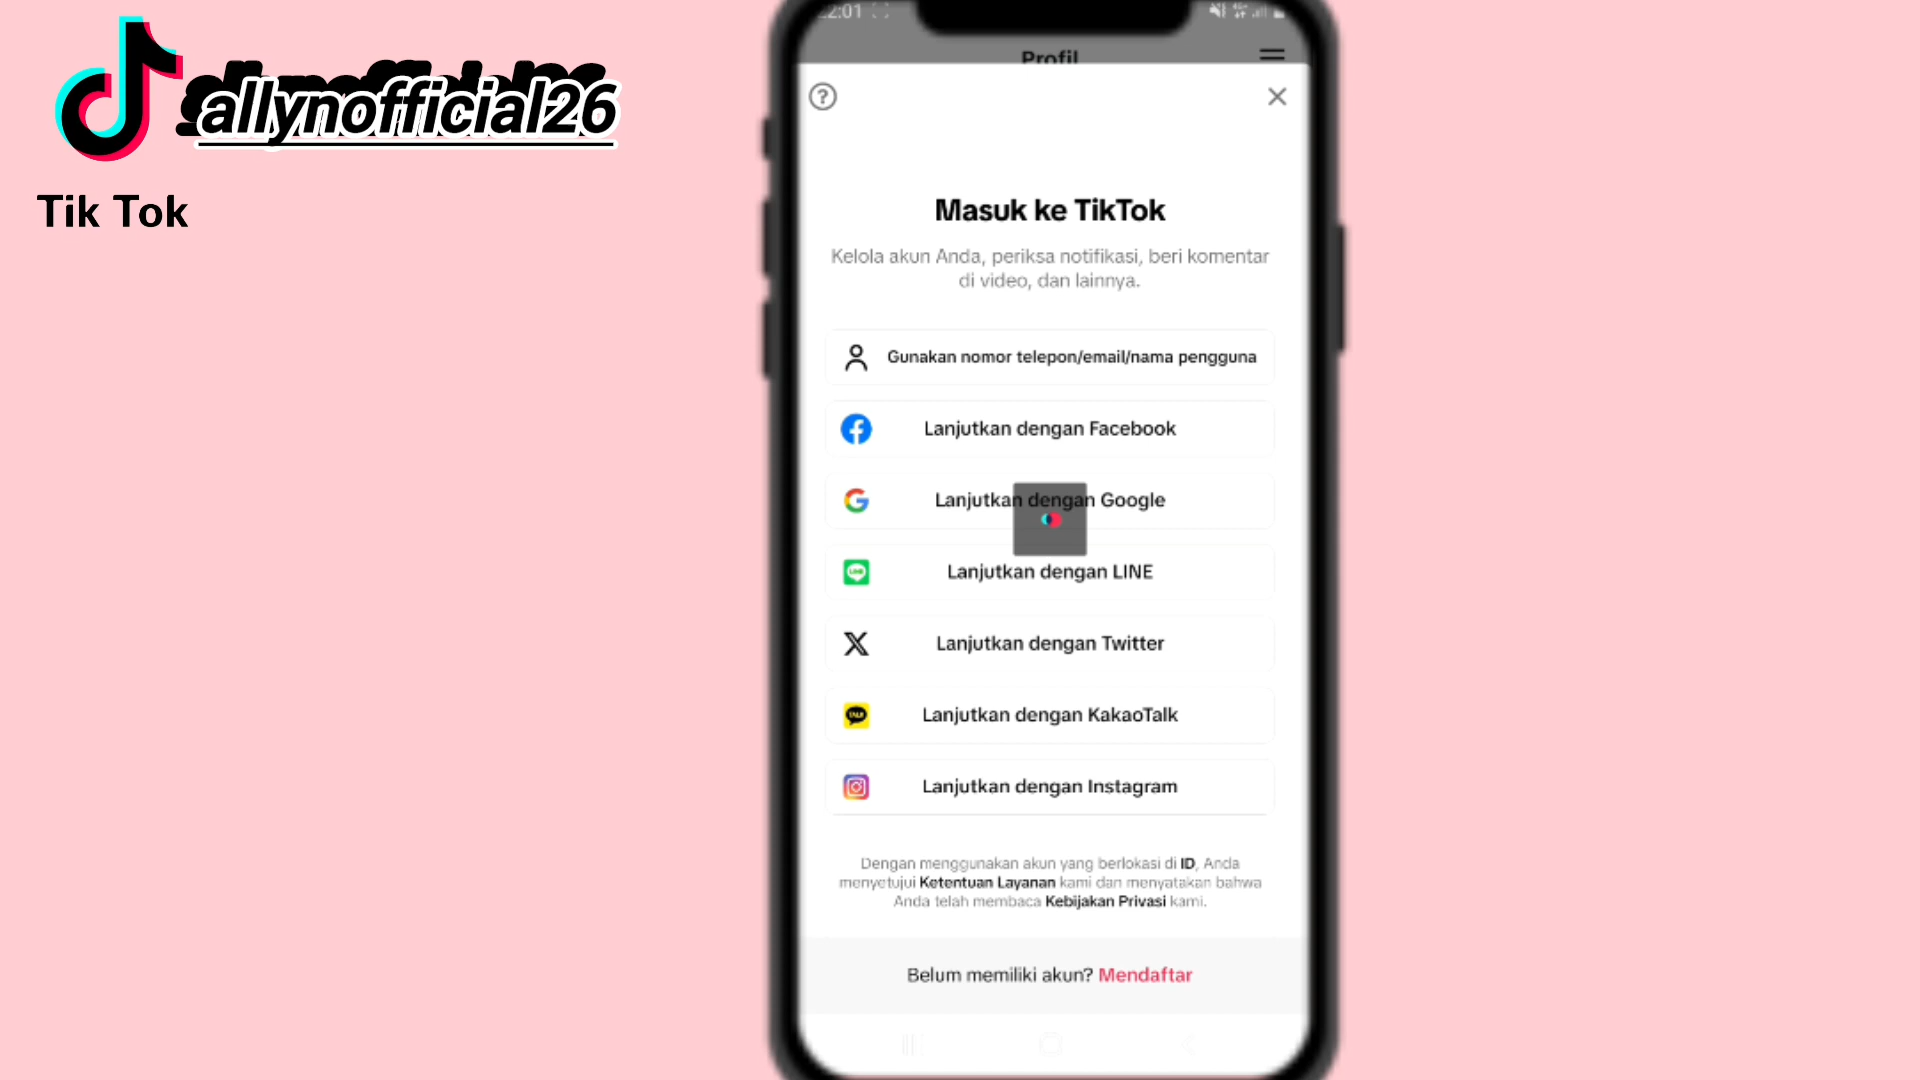 allynofficial26
Tik Tok
Profil
Masuk ke TikTok
Kelola akun Anda, periksa notifikasi, beri komentar
di video, dan lainnya.
Gunakan nomor telepon/email/nama pengguna
Lanjutkan dengan Facebook
Lanjutkan dengan Google
Lanjutkan dengan LINE
Lanjutkan dengan Twitter
Lanjutkan dengan KakaoTalk
Lanjutkan dengan Instagram
Dengan menggunakan akun yang berlokasi di ID, Anda
menyetujui Ketentuan Layanan kami dan menyatakan bahwa
Anda telah membaca Kebijakan Privasi kami.
Belum memiliki akun? Mendaftar